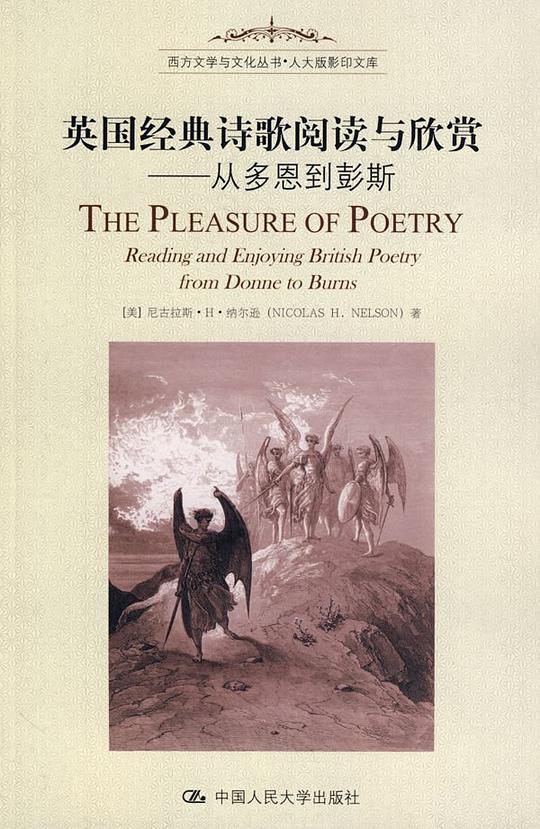 西方文学与文化丛书·人大版影印文库
英国经典诗歌阅读与欣赏
——从多恩到彭斯
THE PLEASURE OF POETRY
Reading and Enjoying British Poetry
from Donne to Burns
[美] 尼古拉斯·H·纳尔逊 (NICOLAS H. NELSON) 著
中国人民大学出版社